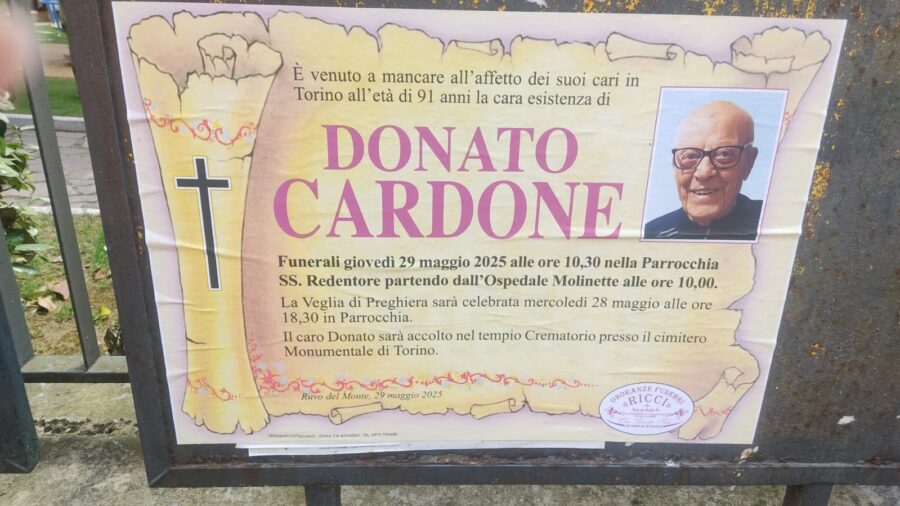 È venuto a mancare all'affetto dei suoi cari in
Torino all'età di 91 anni la cara esistenza di
DONATO
CARDONE
Funerali giovedì 29 maggio 2025 alle ore 10,30 nella Parrocchia
SS. Redentore partendo dall'Ospedale Molinette alle ore 10,00.
La Veglia di Preghiera sarà celebrata mercoledì 28 maggio alle ore
18,30 in Parrocchia.
Il caro Donato sarà accolto nel tempio Crematorio presso il cimitero
Monumentale di Torino.
Ruvo del Monte, 29 maggio 2025
ONORANZE FUNEBRI
RICCI